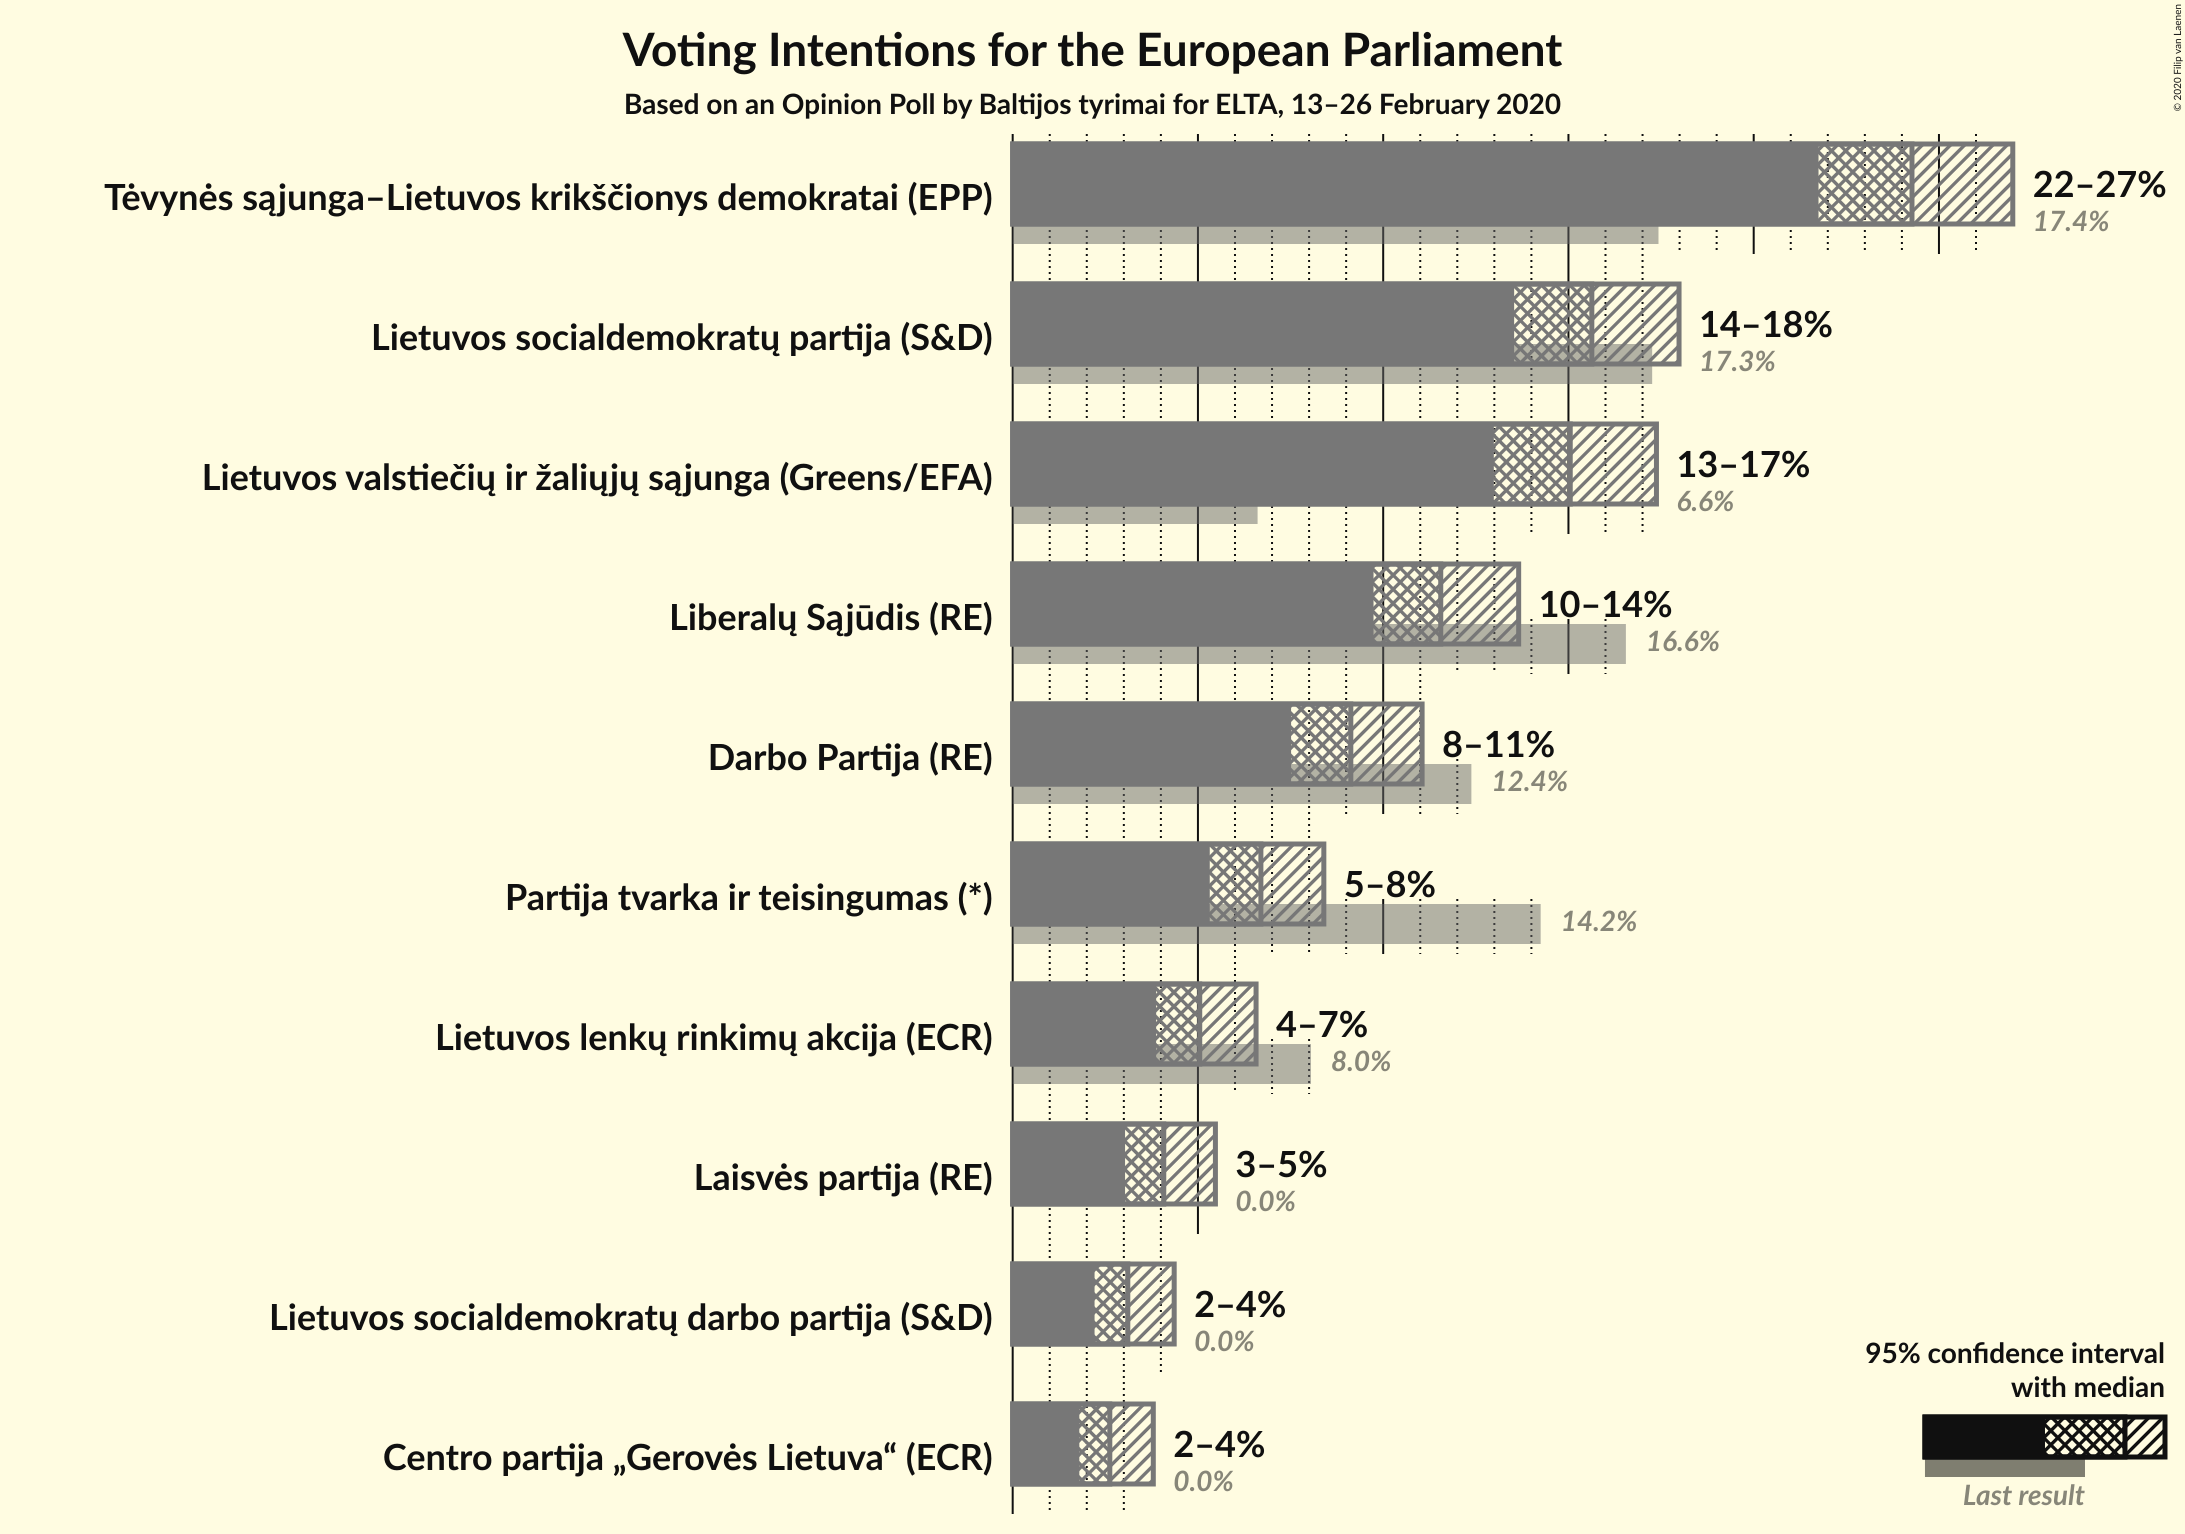 Voting Intentions for the European Parliament
Based on an Opinion Poll by Baltijos tyrimai for ELTA, 13–26 February 2020
© 2020 Filip van Laenen
Tėvynės sąjunga–Lietuvos krikščionys demokratai (EPP)
22–27%
17.4%
Lietuvos socialdemokratų partija (S&D)
14–18%
17.3%
Lietuvos valstiečių ir žaliųjų sąjunga (Greens/EFA)
13–17%
6.6%
Liberalų Sąjūdis (RE)
10–14%
16.6%
Darbo Partija (RE)
8–11%
12.4%
Partija tvarka ir teisingumas (*)
5–8%
14.2%
Lietuvos lenkų rinkimų akcija (ECR)
4–7%
8.0%
Laisvės partija (RE)
3–5%
0.0%
Lietuvos socialdemokratų darbo partija (S&D)
2–4%
0.0%
Centro partija „Gerovės Lietuva“ (ECR)
2–4%
0.0%
95% confidence interval
with median
Last result